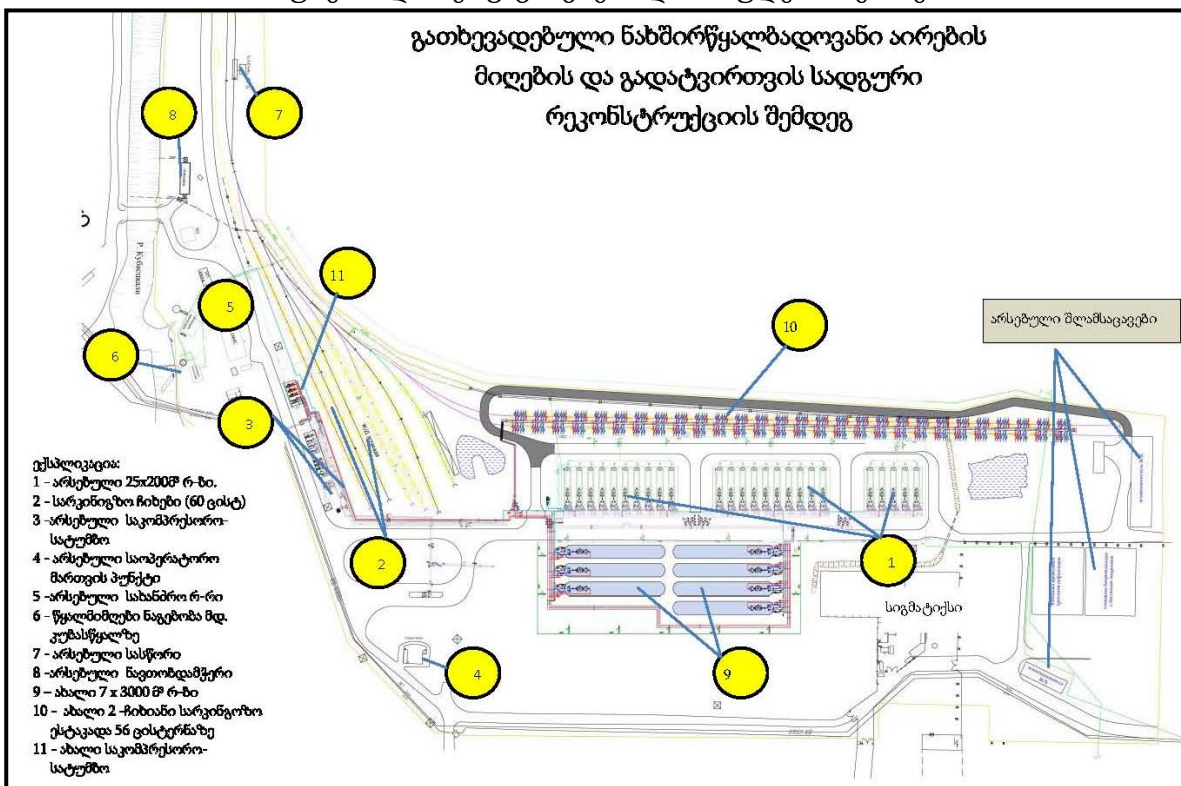 გათხევადებული ნახშირწყალბადოვანი აირების
მიღების და გადატვირთვის სადგური
რეკონსტრუქციის შემდეგ
8
7
Р. Кубасцкали
11
5
10
არსებული შლამსაცავები
6
3
ექსპლიკაცია:
1 - არსებული 25x200მ³ რ-ბი.
2 - სარკინიგზო ჩიხები (60 ცისტ)
3 -არსებული საკომპრესორო-
სატუმბო
4 - არსებული საოპერატორო
მართვის პუნქტი
5 -არსებული სახანძრო რ-რი
6 - წყალმიმღები ნაგებობა მდ.
კუბასწყალზე
7 - არსებული სასწორი
8 -არსებული ნავთობდამჭერი
9 – ახალი 7 x 3000 მ³ რ-ბი
10 - ახალი 2 -ჩიხიანი სარკინგოზო
ესტაკადა 56 ცისტერნაზე
11 - ახალი საკომპრესორო-
სატუმბო
2
1
სიგმატიქსი
4
9